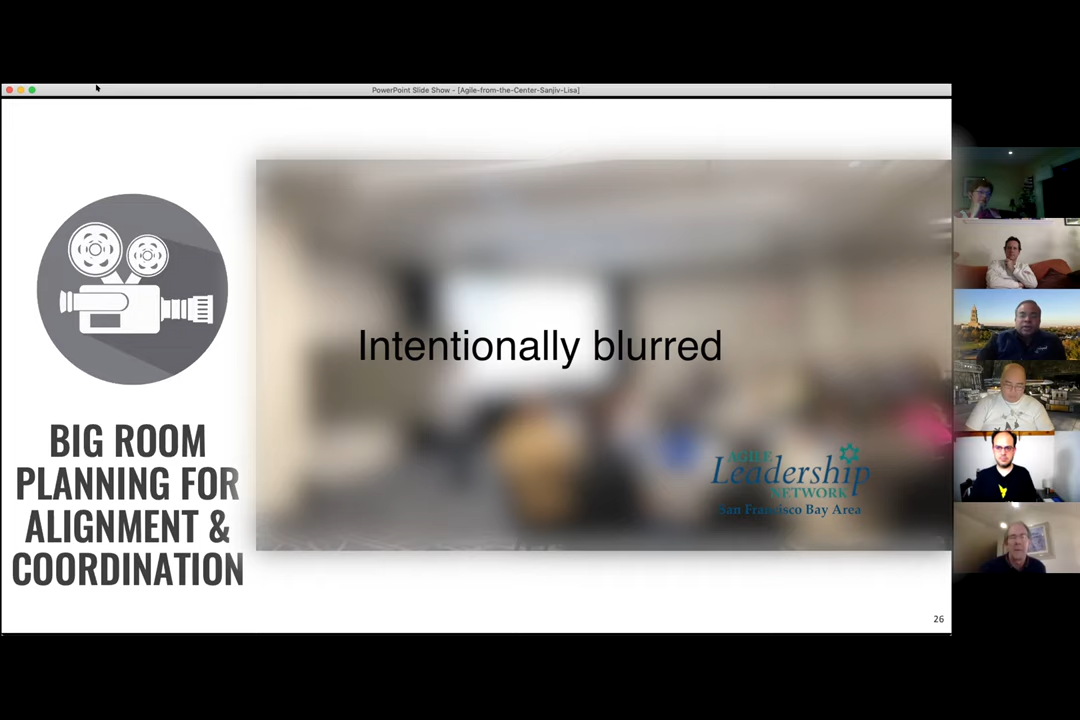 PowerPoint Slide Show - [Agile-from-the-Center-Sanjiv-Lisa]
BIG ROOM
PLANNING FOR
ALIGNMENT &
COORDINATION
Intentionally blurred
AGILE
Leadership
NETWORK
San Francisco Bay Area
26